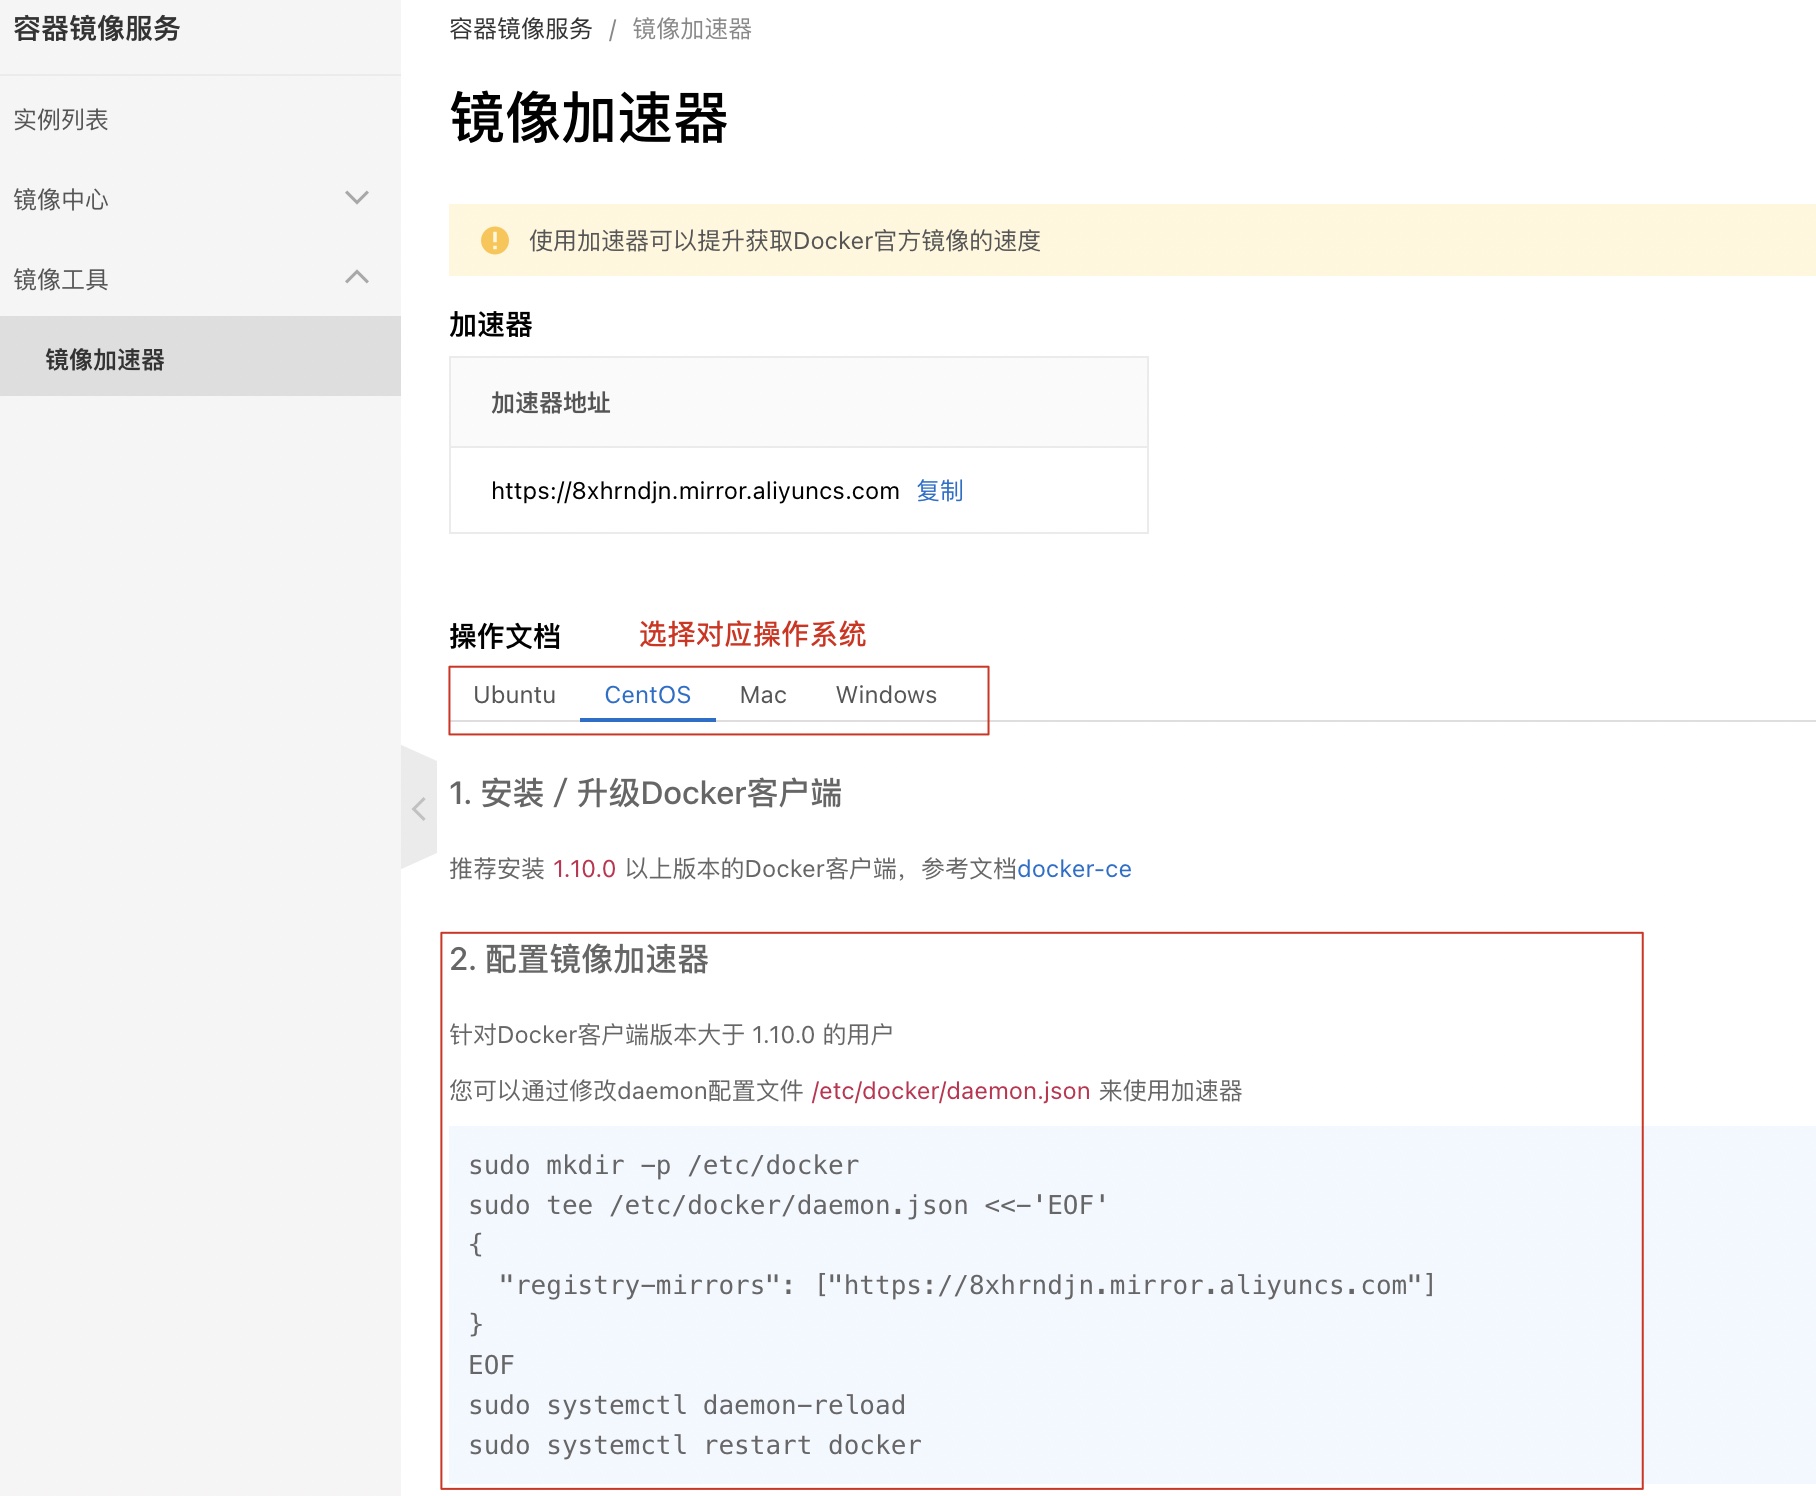 容器镜像服务
实例列表
镜像中心
镜像工具
镜像加速器
容器镜像服务 / 镜像加速器
镜像加速器
使用加速器可以提升获取Docker官方镜像的速度
加速器
加速器地址
https://8xhrndjn.mirror.aliyuncs.com 复制
操作文档 选择对应操作系统
Ubuntu CentOS Mac Windows
1. 安装 / 升级Docker客户端
推荐安装 1.10.0 以上版本的Docker客户端，参考文档docker-ce
2. 配置镜像加速器
针对Docker客户端版本大于 1.10.0 的用户
您可以通过修改daemon配置文件 /etc/docker/daemon.json 来使用加速器
sudo mkdir -p /etc/docker
sudo tee /etc/docker/daemon.json <<-'EOF'
{
  "registry-mirrors": ["https://8xhrndjn.mirror.aliyuncs.com"]
}
EOF
sudo systemctl daemon-reload
sudo systemctl restart docker